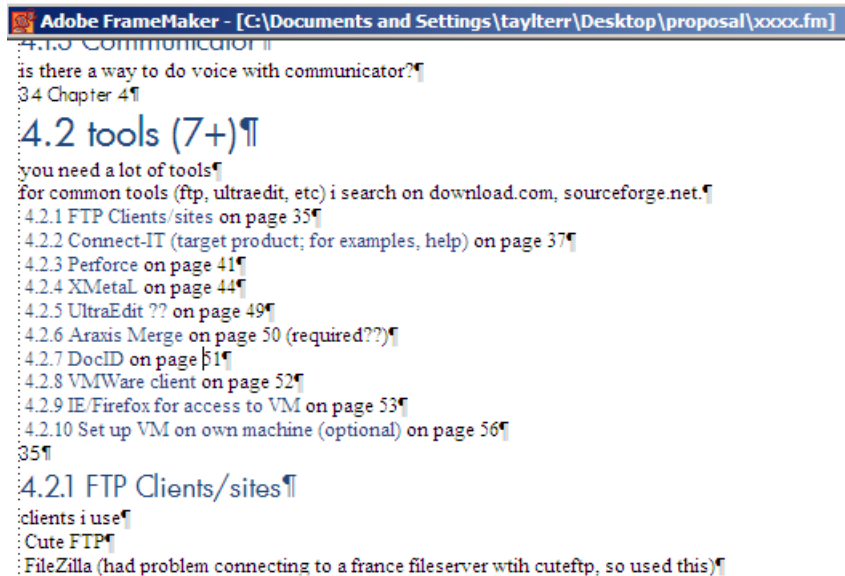 Adobe FrameMaker - [C:\Documents and Settings\taylterr\Desktop\proposal\xxxx.fm]
4.1.3 Communicator¶
is there a way to do voice with communicator?¶
34 Chapter 4¶
4.2 tools (7+)¶
you need a lot of tools¶
for common tools (ftp, ultraedit, etc) i search on download.com, sourceforge.net.¶
4.2.1 FTP Clients/sites on page 35¶
4.2.2 Connect-IT (target product; for examples, help) on page 37¶
4.2.3 Perforce on page 41¶
4.2.4 XMetaL on page 44¶
4.2.5 UltraEdit ?? on page 49¶
4.2.6 Araxis Merge on page 50 (required??)¶
4.2.7 DocID on page 51¶
4.2.8 VMWare client on page 52¶
4.2.9 IE/Firefox for access to VM on page 53¶
4.2.10 Set up VM on own machine (optional) on page 56¶
35¶
4.2.1 FTP Clients/sites¶
clients i use¶
Cute FTP¶
FileZilla (had problem connecting to a france fileserver wtih cuteftp, so used this)¶